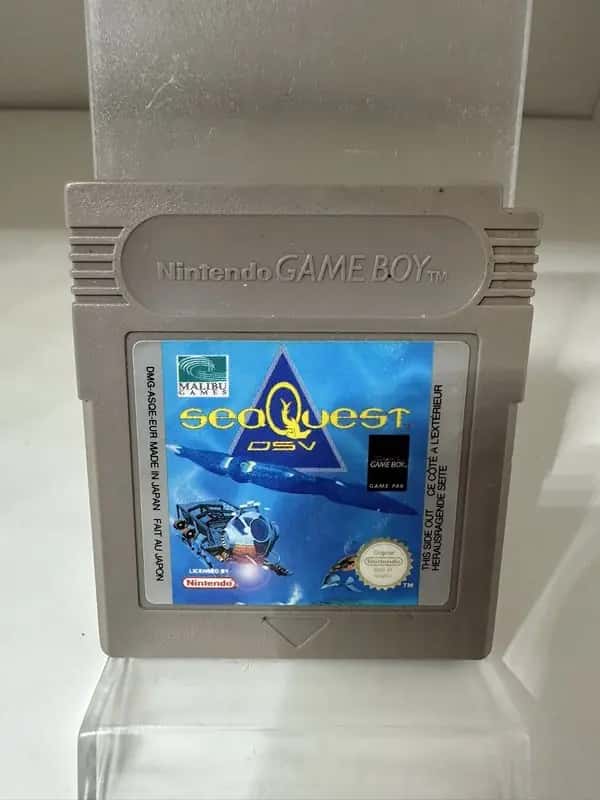 Nintendo GAME BOY TM
MALIBU
GAMES
seaQuest
DSV
DMG-ASQE-EUR MADE IN JAPAN FAIT AU JAPON
GAME BOY
GAME PAK
THIS SIDE OUT CE CÔTÉ À L'EXTÉRIEUR
HERAUSRAGENDE SEITE
LICENSED BY
Nintendo
Original
Nintendo
TM